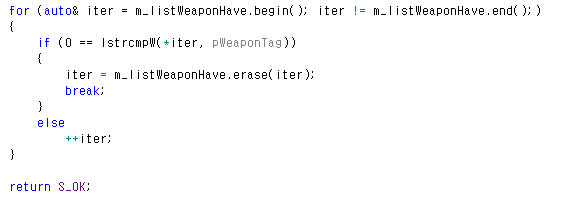 for (auto& iter = m_listWeaponHave.begin(); iter != m_listWeaponHave.end();)
{
    if (0 == lstrcmpW(*iter, pWeaponTag))
    {
        iter = m_listWeaponHave.erase(iter);
        break;
    }
    else
        ++iter;
}

return S_OK;